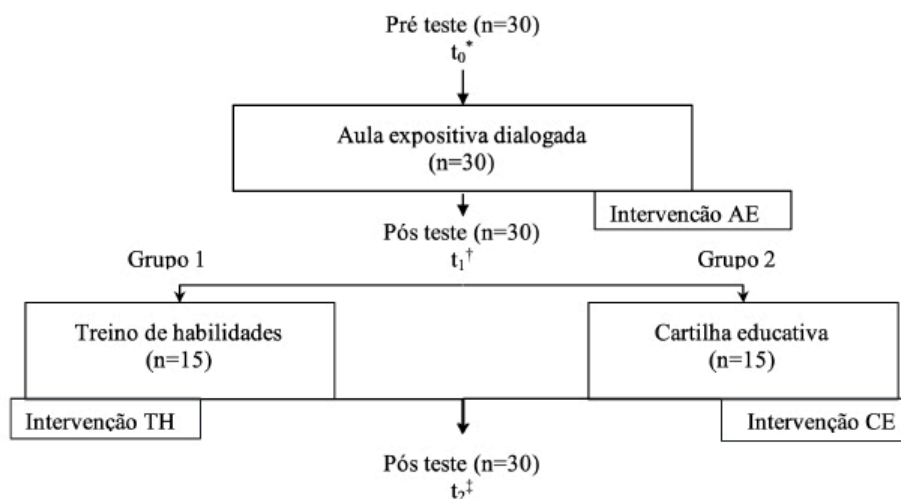 Pré teste (n=30)
t₀*
Aula expositiva dialogada
(n=30)
Intervencão AE
Pós teste (n=30)
t₁†
Grupo 1
Grupo 2
Treino de habilidades
(n=15)
Cartilha educativa
(n=15)
Intervenção TH
Intervenção CE
Pós teste (n=30)
t₂‡